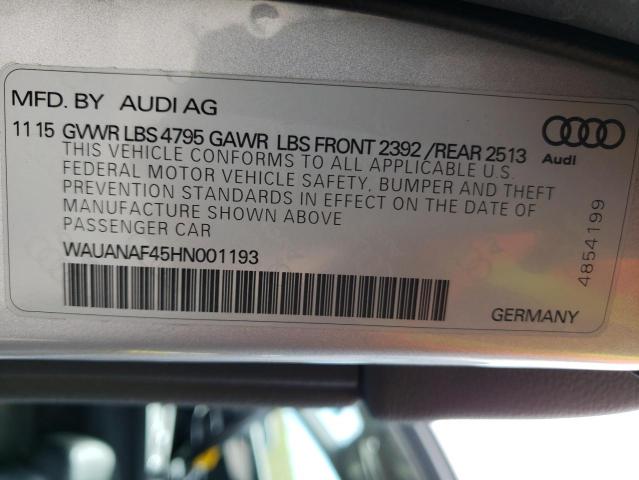 MFD. BY AUDI AG
11 15 GVWR LBS 4795 GAWR LBS FRONT 2392 /REAR 2513
THIS VEHICLE CONFORMS TO ALL APPLICABLE U.S.
FEDERAL MOTOR VEHICLE SAFETY, BUMPER AND THEFT
PREVENTION STANDARDS IN EFFECT ON THE DATE OF
MANUFACTURE SHOWN ABOVE
PASSENGER CAR
WAUANAF45HN001193
Audi
4854199
GERMANY